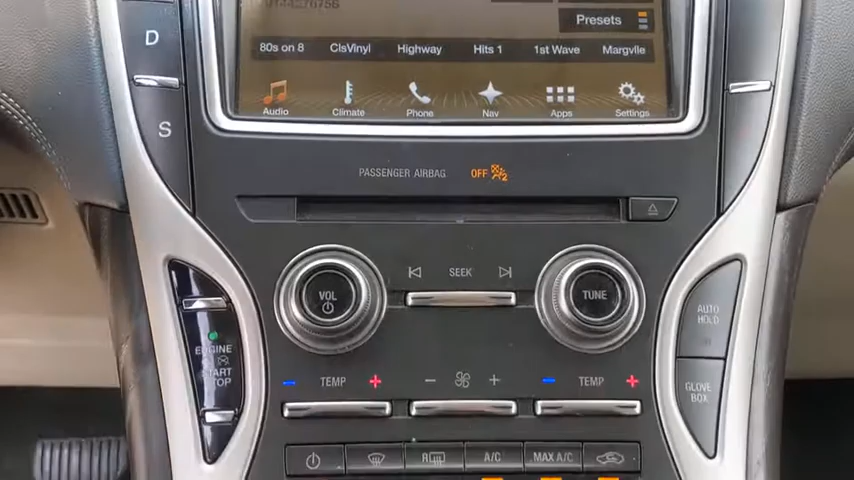 D
S
Presets
80s on 8 ClsVinyl Highway Hits 1 1st Wave Margvlle
Audio Climate Phone Nav Apps Settings
PASSENGER AIRBAG OFF 2
VOL SEEK TUNE
AUTO HOLD
ENGINE START STOP
TEMP TEMP
GLOVE BOX
R A/C MAX A/C